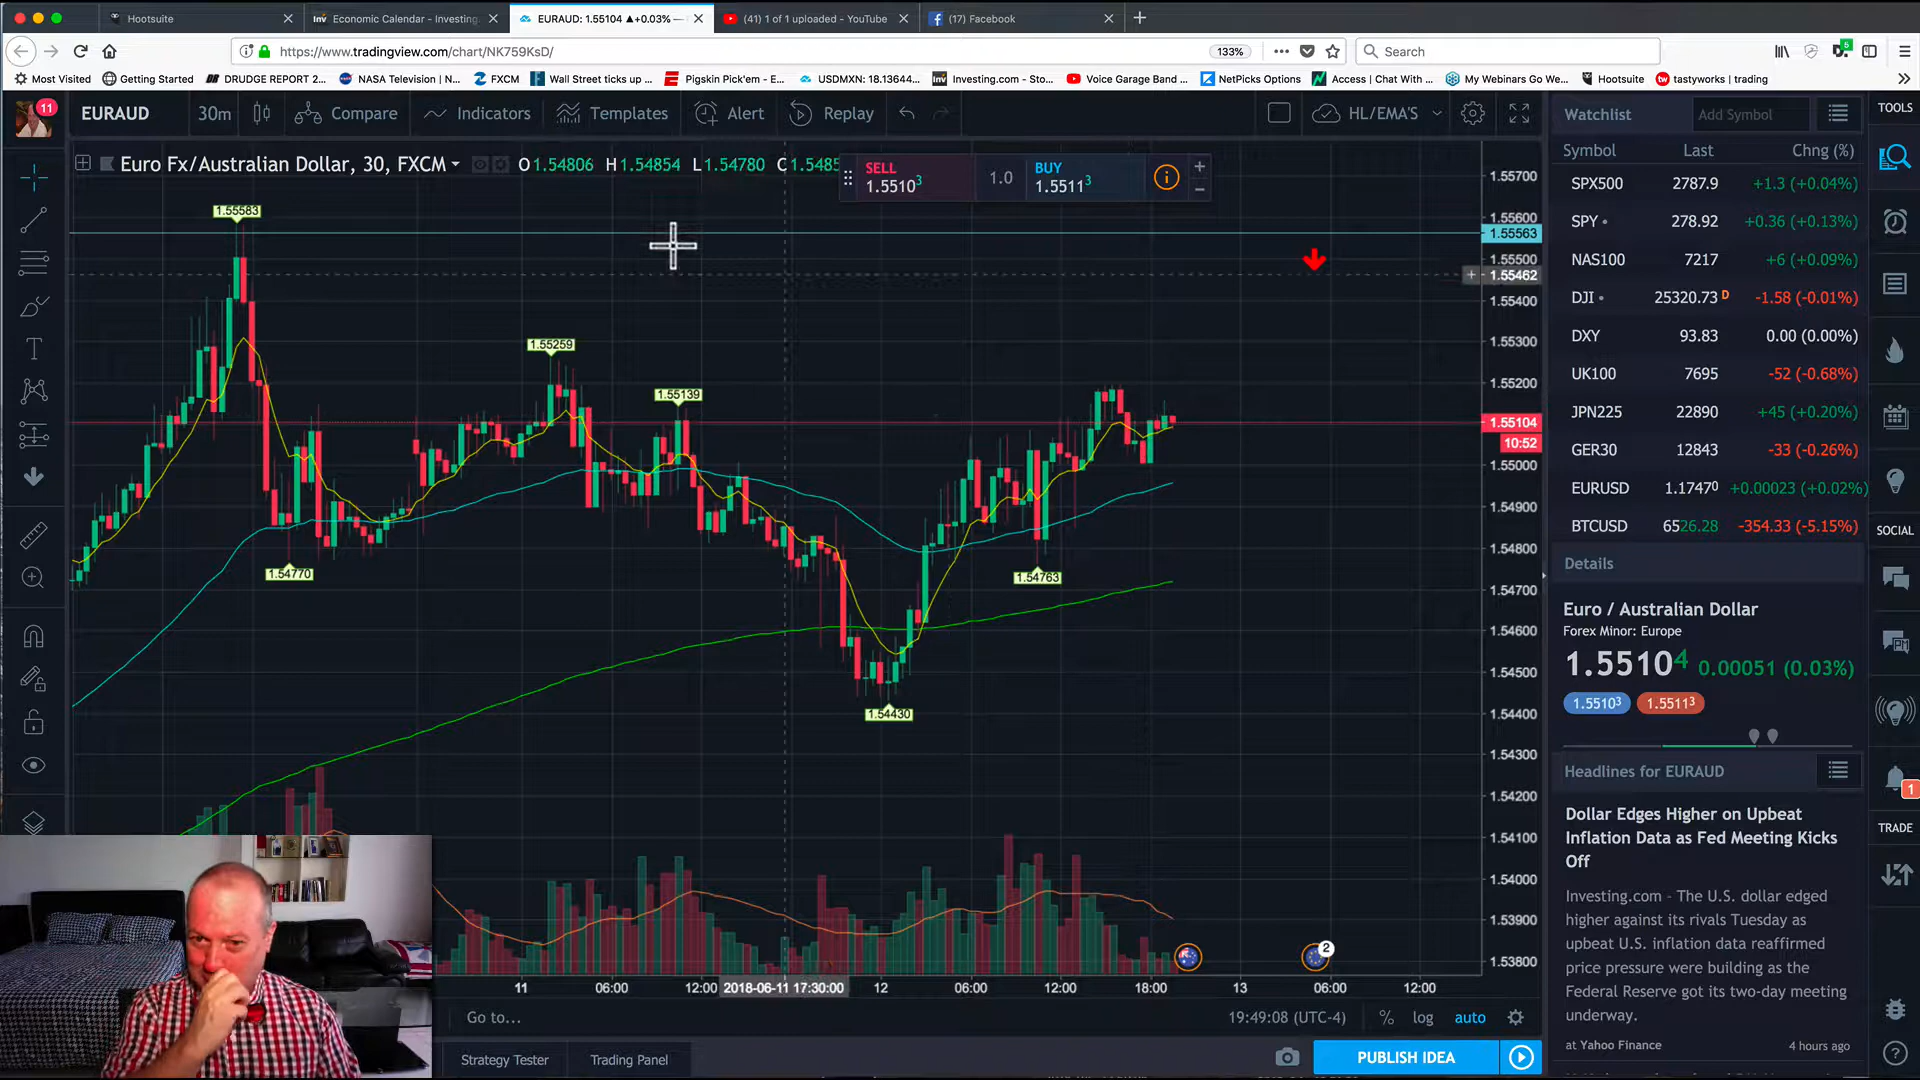 Hootsuite
Economic Calendar - Investing.
EURAUD: 1.55104 ▲+0.03% —
(41) 1 of 1 uploaded - YouTube
(17) Facebook
https://www.tradingview.com/chart/NK759KsD/
133%
Search
5
Most Visited
Getting Started
DRUDGE REPORT 2...
NASA Television | N...
FXCM
Wall Street ticks up ...
Pigskin Pick'em - E...
USDMXN: 18.13644...
Investing.com - Sto...
Voice Garage Band ...
NetPicks Options
Access | Chat With ...
My Webinars Go We...
Hootsuite
tastyworks | trading
11
EURAUD
30m
Compare
Indicators
Templates
Alert
Replay
HL/EMA'S
Euro Fx/Australian Dollar, 30, FXCM
O1.54806 H1.54854 L1.54780 C1.5485
SELL
1.55103
1.0
BUY
1.55113
1.55583
1.55259
1.55139
1.54770
1.54763
1.54430
1.55700
1.55600
1.55563
1.55500
1.55462
1.55400
1.55300
1.55200
1.55104
10:52
1.55000
1.54900
1.54800
1.54700
1.54600
1.54500
1.54400
1.54300
1.54200
1.54100
1.54000
1.53900
1.53800
2
11
06:00
12:00
2018-06-11 17:30:00
12
06:00
12:00
18:00
13
06:00
12:00
Go to...
19:49:08 (UTC-4)
%
log
auto
Strategy Tester
Trading Panel
PUBLISH IDEA
Watchlist
Add Symbol
Symbol Last Chng (%)
SPX500 2787.9 +1.3 (+0.04%)
SPY 278.92 +0.36 (+0.13%)
NAS100 7217 +6 (+0.09%)
DJI 25320.73 D -1.58 (-0.01%)
DXY 93.83 0.00 (0.00%)
UK100 7695 -52 (-0.68%)
JPN225 22890 +45 (+0.20%)
GER30 12843 -33 (-0.26%)
EURUSD 1.17470 +0.00023 (+0.02%)
BTCUSD 6526.28 -354.33 (-5.15%)
Details
Euro / Australian Dollar
Forex Minor: Europe
1.55104 0.00051 (0.03%)
1.55103
1.55113
Headlines for EURAUD
Dollar Edges Higher on Upbeat
Inflation Data as Fed Meeting Kicks
Off
Investing.com - The U.S. dollar edged
higher against its rivals Tuesday as
upbeat U.S. inflation data reaffirmed
price pressure were building as the
Federal Reserve got its two-day meeting
underway.
at Yahoo Finance
4 hours ago
TOOLS
SOCIAL
1
TRADE